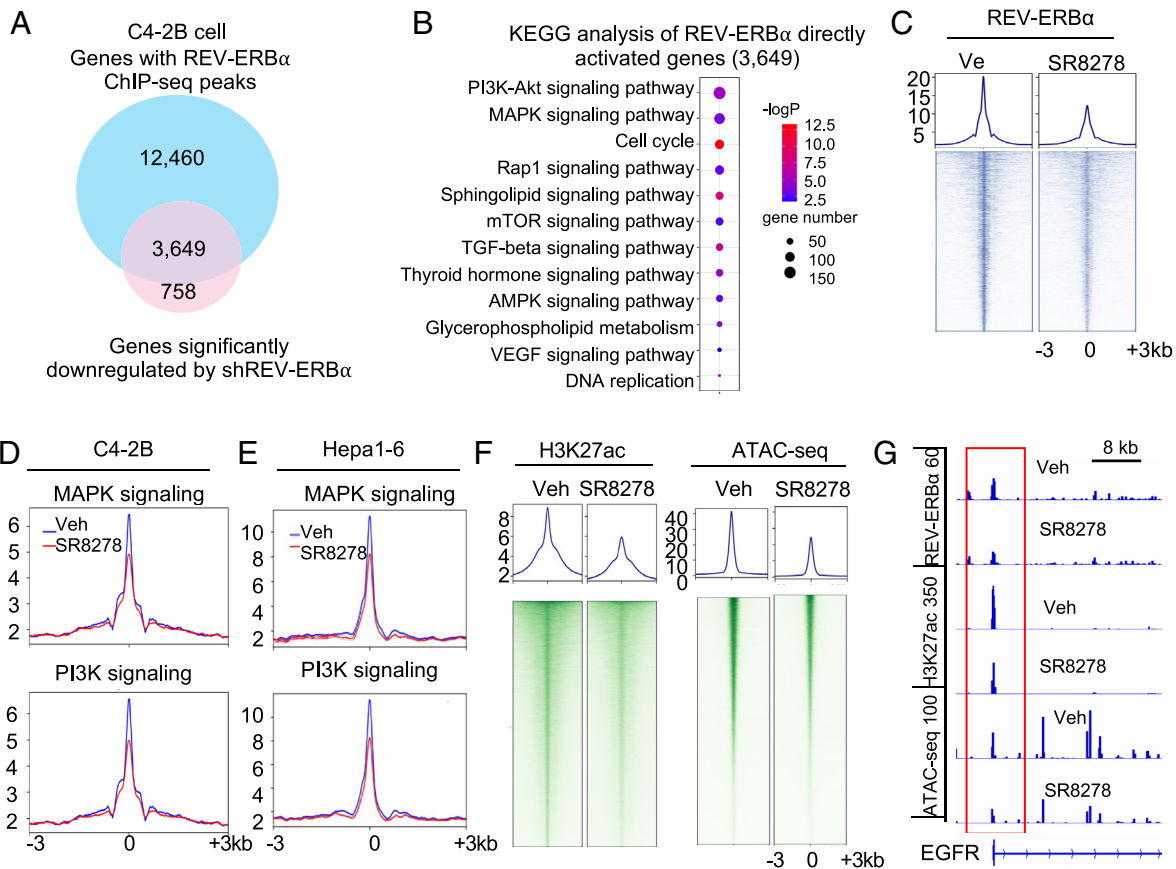 A
C4-2B cell
Genes with REV-ERBα
ChIP-seq peaks
12,460
3,649
758
Genes significantly
downregulated by shREV-ERBα
B
KEGG analysis of REV-ERBα directly
activated genes (3,649)
PI3K-Akt signaling pathway
MAPK signaling pathway
Cell cycle
Rap1 signaling pathway
Sphingolipid signaling pathway
mTOR signaling pathway
TGF-beta signaling pathway
Thyroid hormone signaling pathway
AMPK signaling pathway
Glycerophospholipid metabolism
VEGF signaling pathway
DNA replication
-logP
12.5
10.0
7.5
5.0
2.5
gene number
50
100
150
C
REV-ERBα
Ve SR8278
20
15
10
5
-3 0 +3kb
D
C4-2B
MAPK signaling
Veh
SR8278
6
5
4
3
2
PI3K signaling
6
5
4
3
2
-3 0 +3kb
E
Hepa1-6
MAPK signaling
Veh
SR8278
10
8
6
4
2
PI3K signaling
10
8
6
4
2
-3 0 +3kb
F
H3K27ac
Veh SR8278
8
6
4
2
ATAC-seq
Veh SR8278
40
30
20
10
0
-3 0 +3kb
G
8 kb
REV-ERBα 60
Veh
SR8278
H3K27ac 350
Veh
SR8278
ATAC-seq 100
Veh
SR8278
EGFR